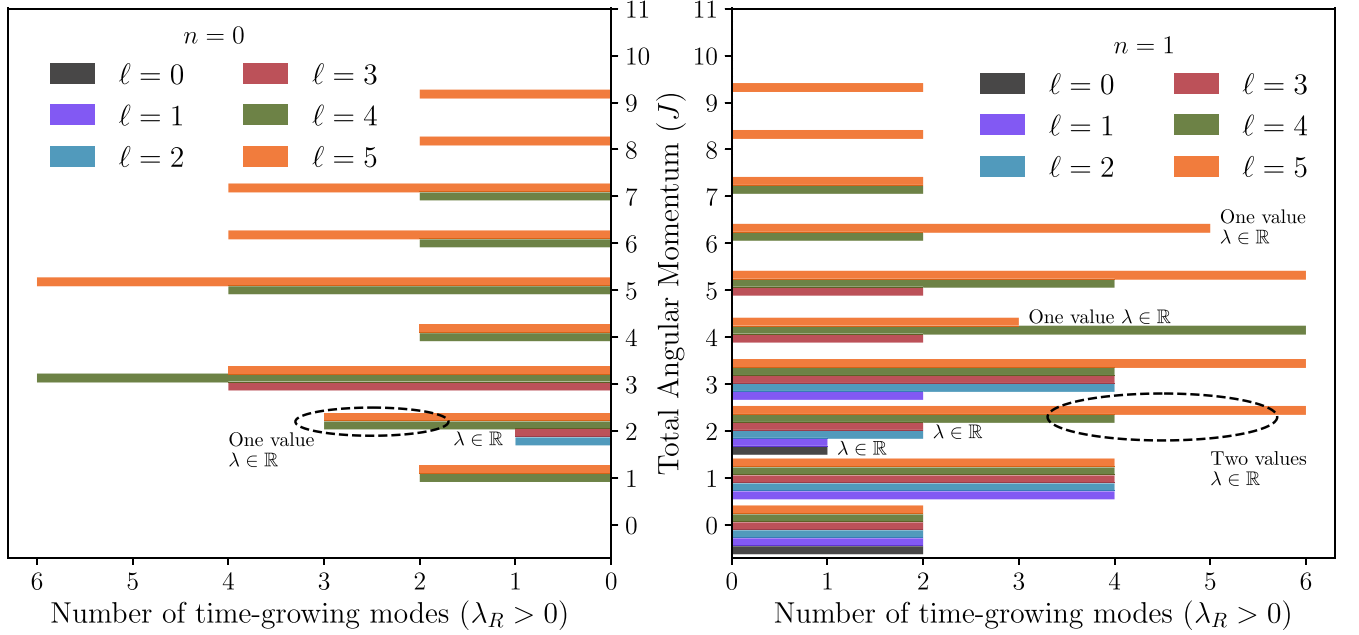 n = 0
ℓ = 0
ℓ = 3
ℓ = 1
ℓ = 4
ℓ = 2
ℓ = 5
One value
λ ∈ ℝ
λ ∈ ℝ
6 5 4 3 2 1 0
Number of time-growing modes (λ_R > 0)
11
10
9
8
7
6
5
4
3
2
1
0
Total Angular Momentum (J)
11
10
9
8
7
6
5
4
3
2
1
0
n = 1
ℓ = 0
ℓ = 3
ℓ = 1
ℓ = 4
ℓ = 2
ℓ = 5
One value
λ ∈ ℝ
One value λ ∈ ℝ
λ ∈ ℝ
λ ∈ ℝ
Two values
λ ∈ ℝ
0 1 2 3 4 5 6
Number of time-growing modes (λ_R > 0)